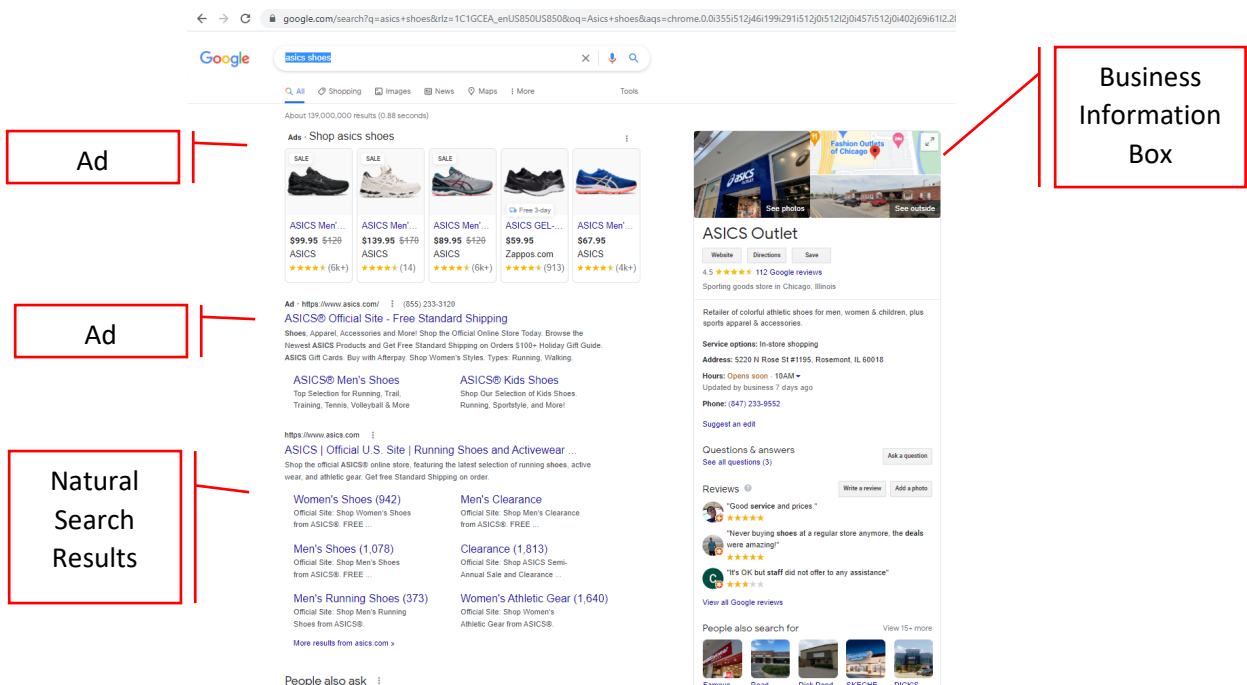 google.com/search?q=asics+shoes&rlz=1C1GCEA_enUS850US850&oq=Asics+shoes&aqs=chrome.0.0i355i512j46i199i291i512j0i512l2j0i457i512j0i402j69i61l2.2
Google
asics shoes
All Shopping Images News Maps More Tools
About 139,000,000 results (0.88 seconds)
Ad
Ads · Shop asics shoes
SALE SALE SALE
Free 3-day
ASICS Men'... ASICS Men'... ASICS Men'... ASICS GEL-... ASICS Men'...
$99.95 $120 $139.95 $170 $89.95 $120 $59.95 $67.95
ASICS ASICS ASICS Zappos.com ASICS
(6k+) (14) (6k+) (913) (4k+)
Ad
Ad · https://www.asics.com/ (855) 233-3120
ASICS® Official Site - Free Standard Shipping
Shoes, Apparel, Accessories and More! Shop the Official Online Store Today. Browse the
Newest ASICS Products and Get Free Standard Shipping on Orders $100+ Holiday Gift Guide.
ASICS Gift Cards. Buy with Afterpay. Shop Women's Styles. Types: Running, Walking.
ASICS® Men's Shoes
Top Selection for Running, Trail,
Training, Tennis, Volleyball & More
ASICS® Kids Shoes
Shop Our Selection of Kids Shoes.
Running, Sportstyle, and More!
Natural
Search
Results
https://www.asics.com
ASICS | Official U.S. Site | Running Shoes and Activewear ...
Shop the official ASICS® online store, featuring the latest selection of running shoes, active
wear, and athletic gear. Get free Standard Shipping on order.
Women's Shoes (942)
Official Site: Shop Women's Shoes
from ASICS®. FREE ...
Men's Clearance
Official Site: Shop Men's Clearance
from ASICS®. FREE ...
Men's Shoes (1,078)
Official Site: Shop Men's Shoes
from ASICS®. FREE ...
Clearance (1,813)
Official Site: Shop ASICS Semi-
Annual Sale and Clearance ...
Men's Running Shoes (373)
Official Site: Shop Men's Running
Shoes from ASICS®.
Women's Athletic Gear (1,640)
Official Site: Shop Women's
Athletic Gear from ASICS®.
More results from asics.com »
People also ask
Business
Information
Box
asics
OUTLET
Fashion Outlets
of Chicago
See photos
See outside
ASICS Outlet
Website Directions Save
4.5 112 Google reviews
Sporting goods store in Chicago, Illinois
Retailer of colorful athletic shoes for men, women & children, plus
sports apparel & accessories.
Service options: In-store shopping
Address: 5220 N Rose St #1195, Rosemont, IL 60018
Hours: Opens soon · 10AM
Updated by business 7 days ago
Phone: (847) 233-9552
Suggest an edit
Questions & answers
See all questions (3)
Ask a question
Reviews
Write a review Add a photo
"Good service and prices."
"Never buying shoes at a regular store anymore, the deals
were amazing!"
C
"It's OK but staff did not offer to any assistance"
View all Google reviews
People also search for View 15+ more
Famous Road Dick Pond SKECHE... DICK'S